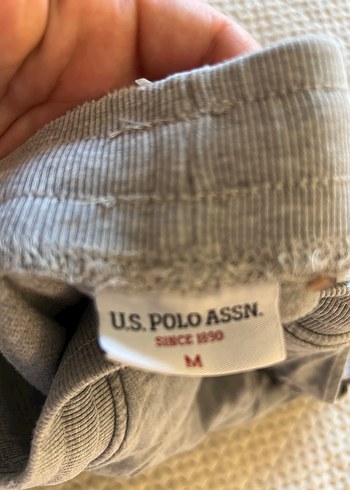 U.S. POLO ASSN.
SINCE 1890
M